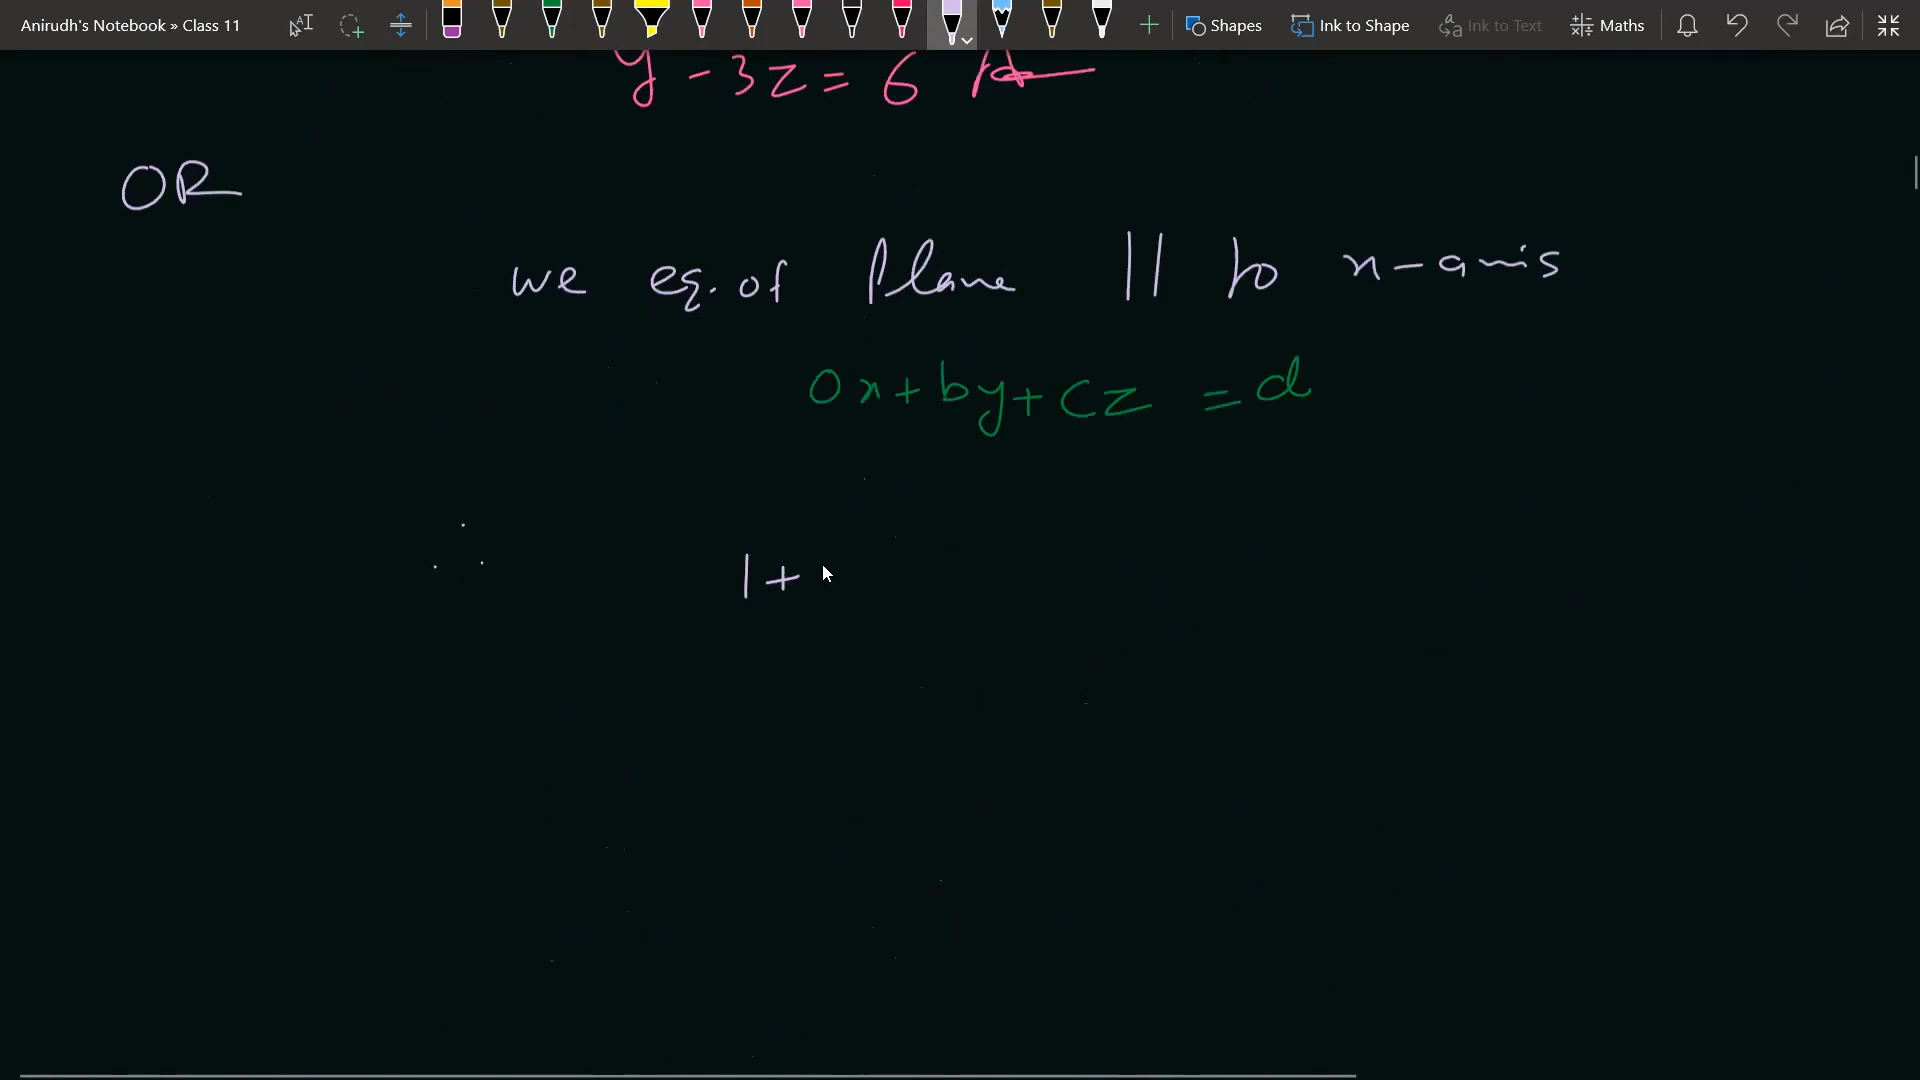 Anirudh's Notebook » Class 11 Shapes Ink to Shape Ink to Text Maths
y - 3z = 6
OR
we eq. of Plane || to x-axis
0x + by + cz = d
∴ 1 +